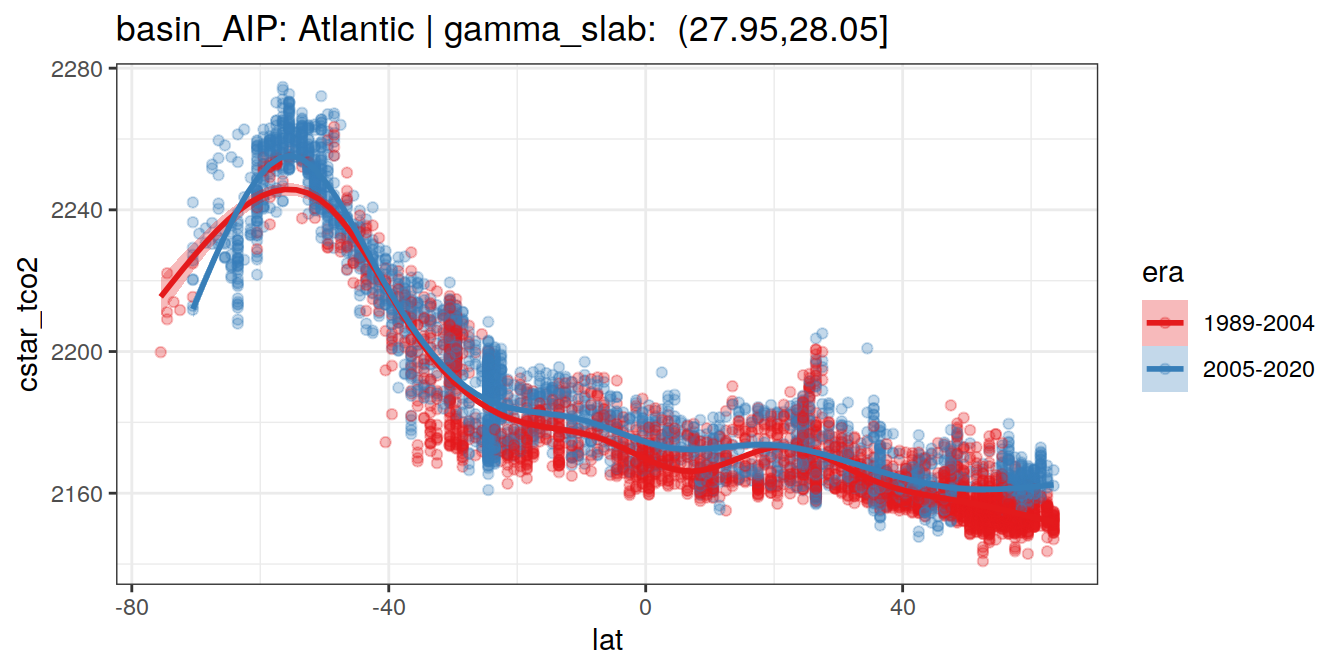 basin_AIP: Atlantic | gamma_slab:  (27.95,28.05]
2280
2240
2200
2160
cstar_tco2
-80
-40
0
40
lat
era
1989-2004
2005-2020